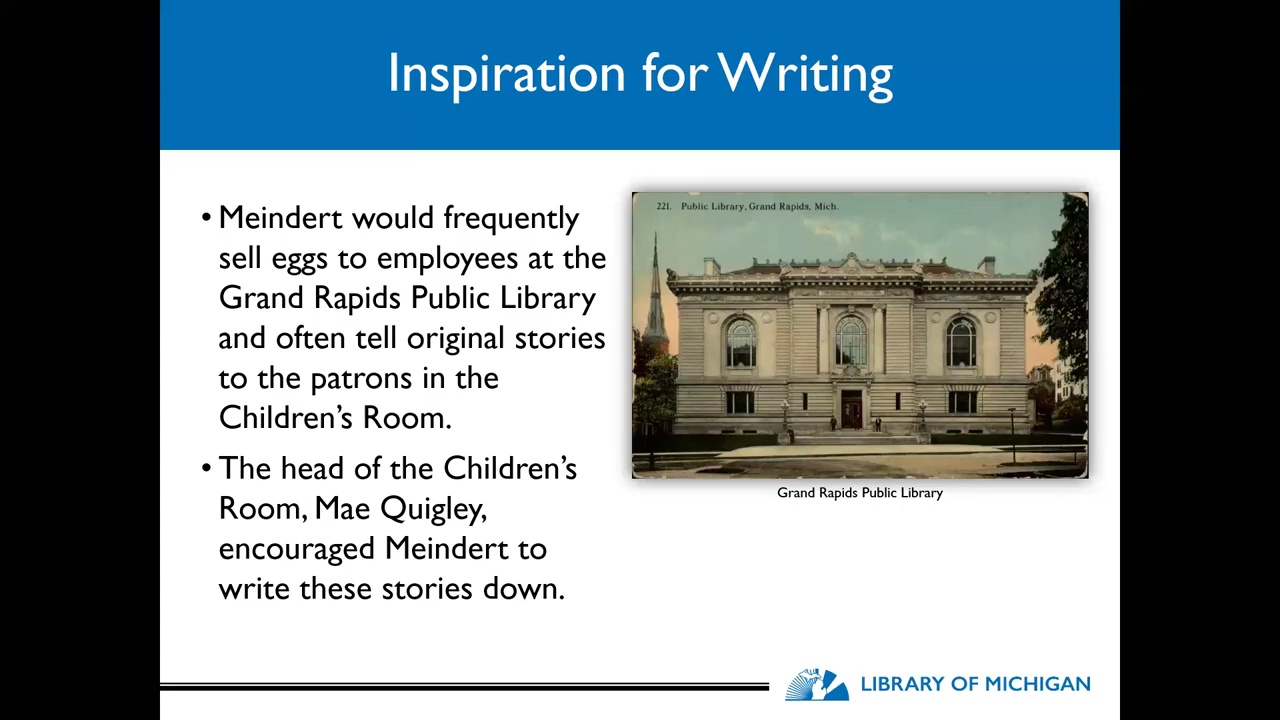 Inspiration for Writing
• Meindert would frequently
sell eggs to employees at the
Grand Rapids Public Library
and often tell original stories
to the patrons in the
Children’s Room.
• The head of the Children’s
Room, Mae Quigley,
encouraged Meindert to
write these stories down.
221. Public Library, Grand Rapids, Mich.
Grand Rapids Public Library
LIBRARY OF MICHIGAN